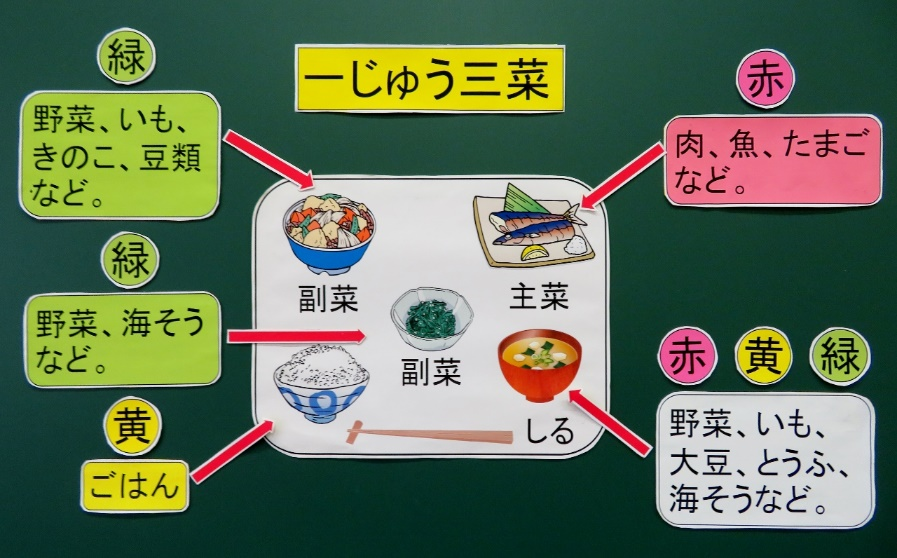 一じゅう三菜
緑
野菜、いも、
きのこ、豆類
など。
緑
野菜、海そう
など。
黄
ごはん
副菜
主菜
副菜
しる
赤
肉、魚、たまご
など。
赤 黄 緑
野菜、いも、
大豆、とうふ、
海そうなど。